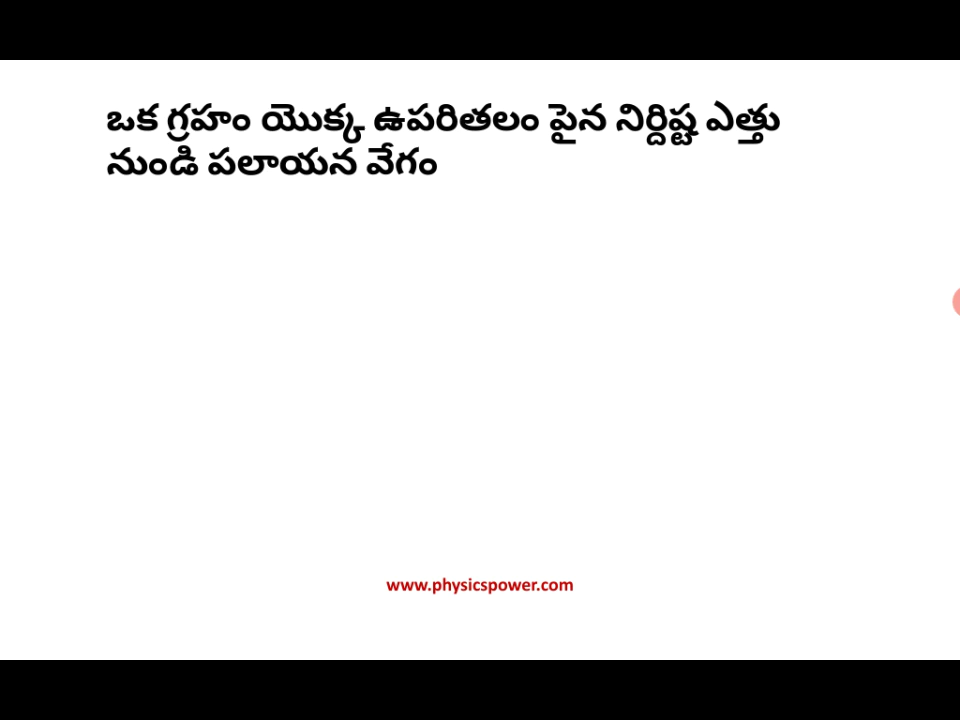 ఒక గ్రహం యొక్క ఉపరితలం పైన నిర్దిష్ట ఎత్తు
నుండి పలాయన వేగం
www.physicspower.com